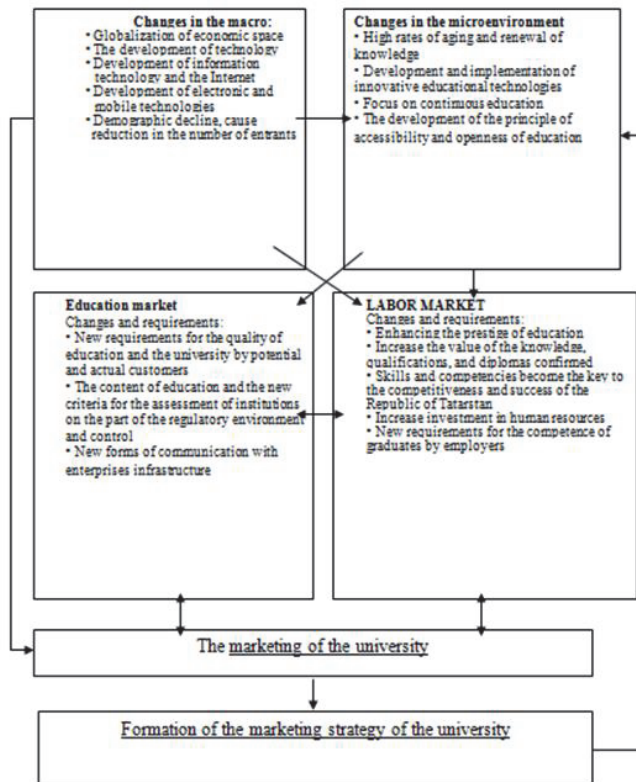 Changes in the macro:
• Globalization of economic space
• The development of technology
• Development of information
technology and the Internet
• Development of electronic and
mobile technologies
• Demographic decline, cause
reduction in the number of entrants
Changes in the microenvironment
• High rates of aging and renewal of
knowledge
• Development and implementation of
innovative educational technologies
• Focus on continuous education
• The development of the principle of
accessibility and openness of education
Education market
Changes and requirements:
• New requirements for the quality of
education and the university by potential
and actual customers
• The content of education and the new
criteria for the assessment of institutions
on the part of the regulatory environment
and control
• New forms of communication with
enterprises infrastructure
LABOR MARKET
Changes and requirements:
• Enhancing the prestige of education
• Increase the value of the knowledge,
qualifications, and diplomas confirmed
• Skills and competencies become the key to
the competitiveness and success of the
Republic of Tatarstan
• Increase investment in human resources
• New requirements for the competence of
graduates by employers
The marketing of the university
Formation of the marketing strategy of the university